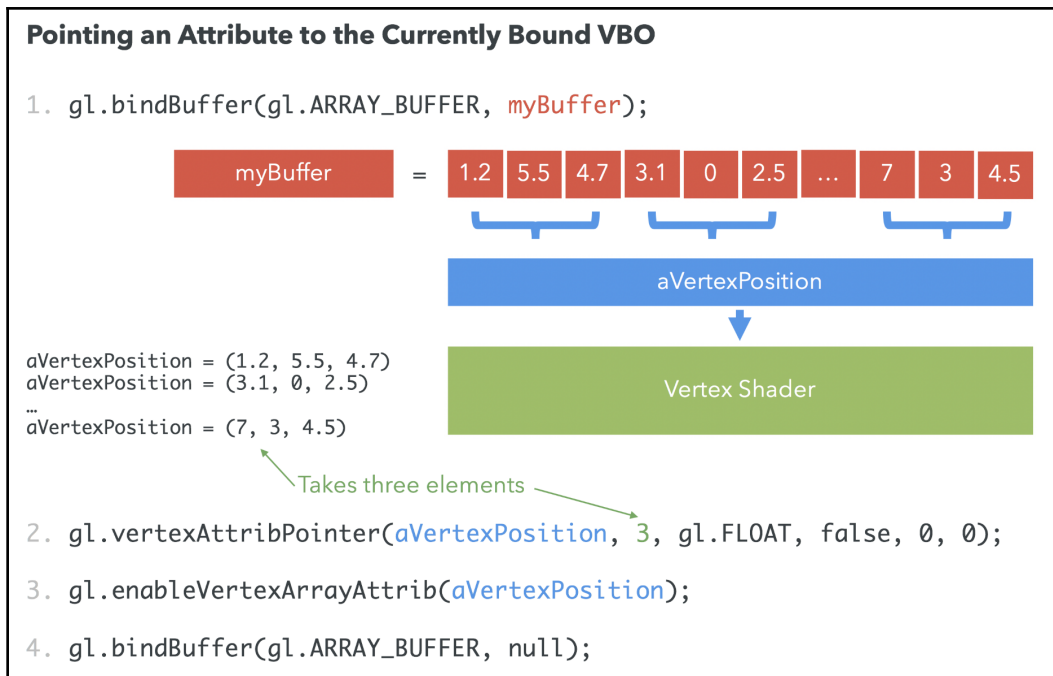 Pointing an Attribute to the Currently Bound VBO
1. gl.bindBuffer(gl.ARRAY_BUFFER, myBuffer);
myBuffer = 1.2 5.5 4.7 3.1 0 2.5 ... 7 3 4.5
aVertexPosition
aVertexPosition = (1.2, 5.5, 4.7)
aVertexPosition = (3.1, 0, 2.5)
…
aVertexPosition = (7, 3, 4.5)
Vertex Shader
Takes three elements
2. gl.vertexAttribPointer(aVertexPosition, 3, gl.FLOAT, false, 0, 0);
3. gl.enableVertexArrayAttrib(aVertexPosition);
4. gl.bindBuffer(gl.ARRAY_BUFFER, null);